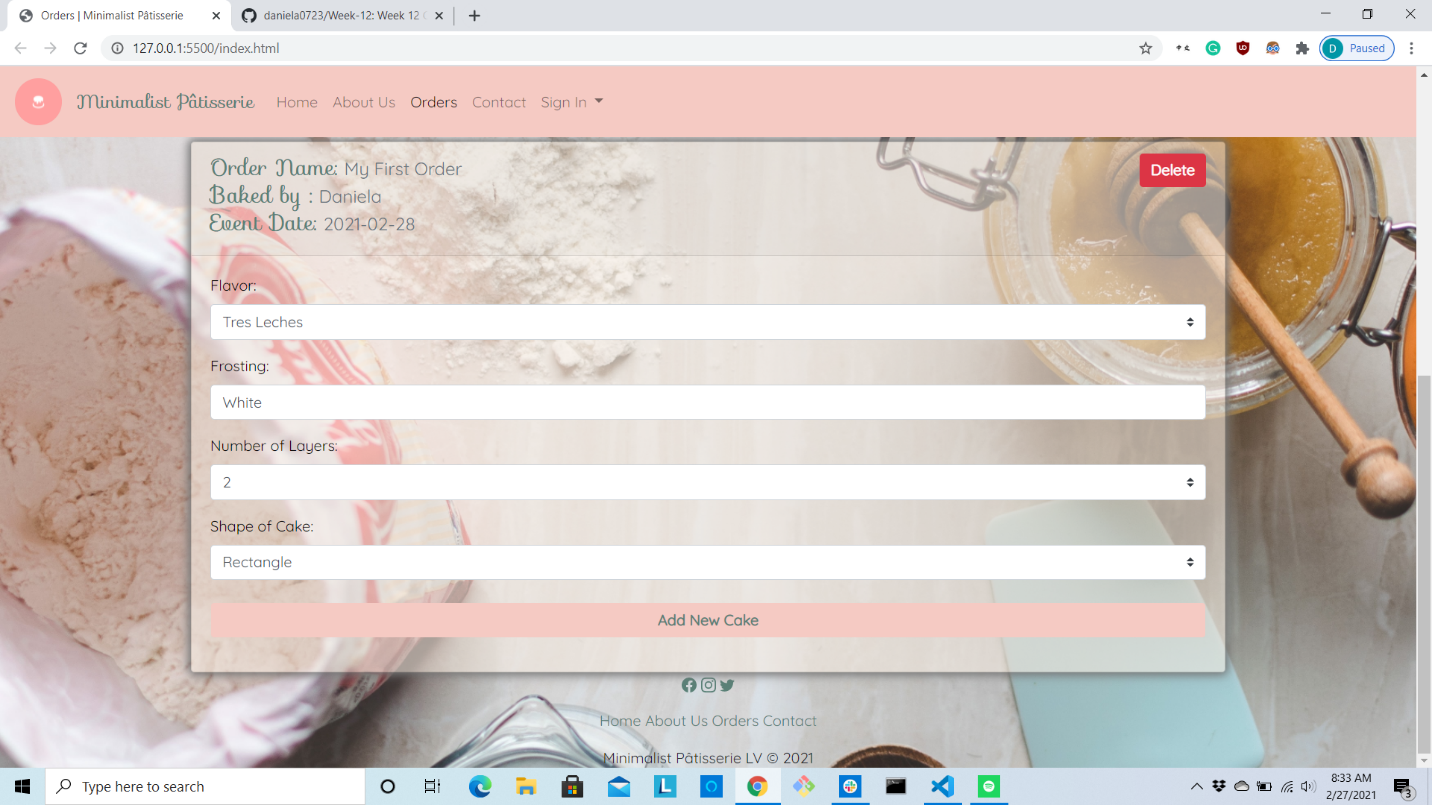 Orders | Minimalist Pâtisserie
daniela0723/Week-12: Week 12
127.0.0.1:5500/index.html
D Paused
Minimalist Pâtisserie Home About Us Orders Contact Sign In
Order Name: My First Order
Delete
Baked by : Daniela
Event Date: 2021-02-28
Flavor:
Tres Leches
Frosting:
White
Number of Layers:
2
Shape of Cake:
Rectangle
Add New Cake
Home About Us Orders Contact
Minimalist Pâtisserie LV © 2021
Type here to search
L
8:33 AM
2/27/2021
3